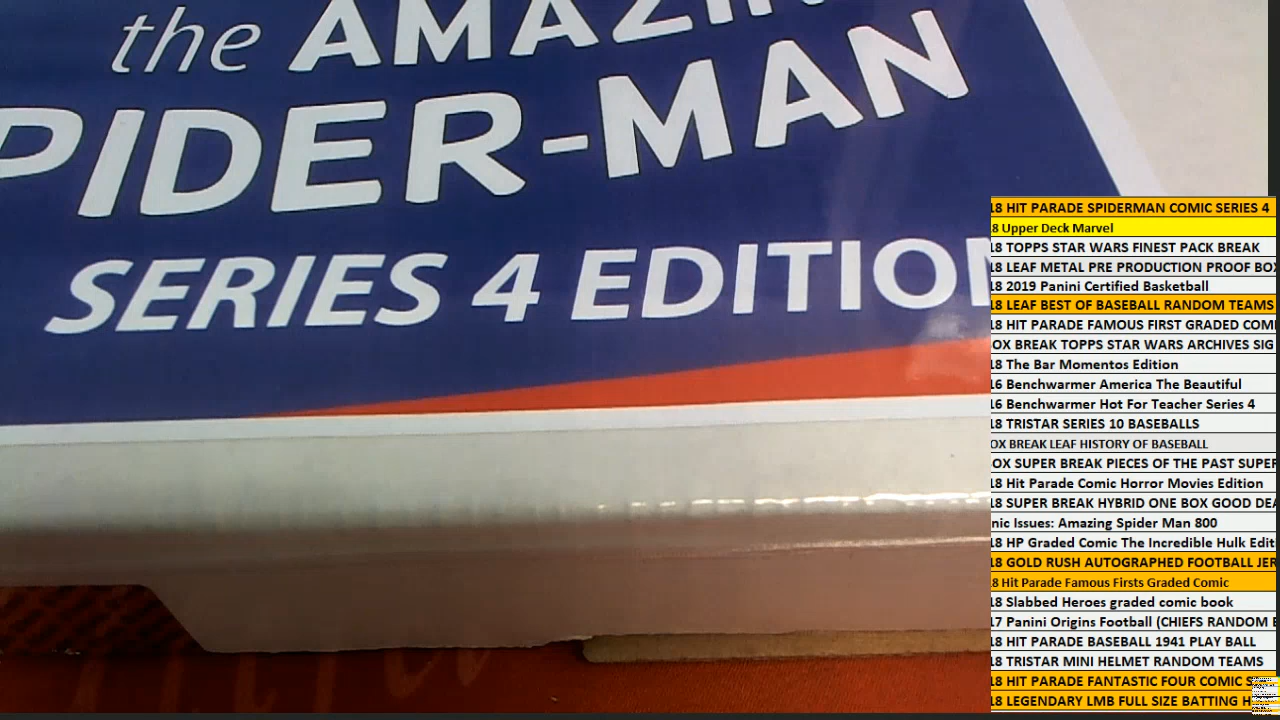 the AMAZIN
PIDER-MAN
SERIES 4 EDITION
18 HIT PARADE SPIDERMAN COMIC SERIES 4
8 Upper Deck Marvel
18 TOPPS STAR WARS FINEST PACK BREAK
18 LEAF METAL PRE PRODUCTION PROOF BOX
18 2019 Panini Certified Basketball
18 LEAF BEST OF BASEBALL RANDOM TEAMS
18 HIT PARADE FAMOUS FIRST GRADED COMI
OX BREAK TOPPS STAR WARS ARCHIVES SIG
18 The Bar Momentos Edition
16 Benchwarmer America The Beautiful
16 Benchwarmer Hot For Teacher Series 4
18 TRISTAR SERIES 10 BASEBALLS
OX BREAK LEAF HISTORY OF BASEBALL
OX SUPER BREAK PIECES OF THE PAST SUPER
18 Hit Parade Comic Horror Movies Edition
18 SUPER BREAK HYBRID ONE BOX GOOD DEA
nic Issues: Amazing Spider Man 800
18 HP Graded Comic The Incredible Hulk Edit
18 GOLD RUSH AUTOGRAPHED FOOTBALL JER
8 Hit Parade Famous Firsts Graded Comic
18 Slabbed Heroes graded comic book
17 Panini Origins Football (CHIEFS RANDOM B
18 HIT PARADE BASEBALL 1941 PLAY BALL
18 TRISTAR MINI HELMET RANDOM TEAMS
18 HIT PARADE FANTASTIC FOUR COMIC S
18 LEGENDARY LMB FULL SIZE BATTING H